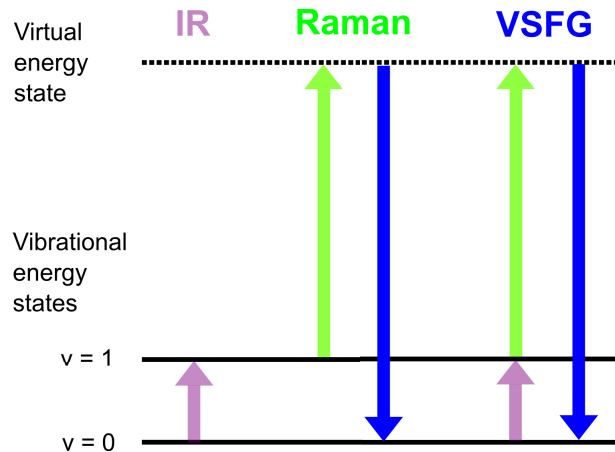 IR Raman VSFG
Virtual
energy
state
Vibrational
energy
states
v = 1
v = 0